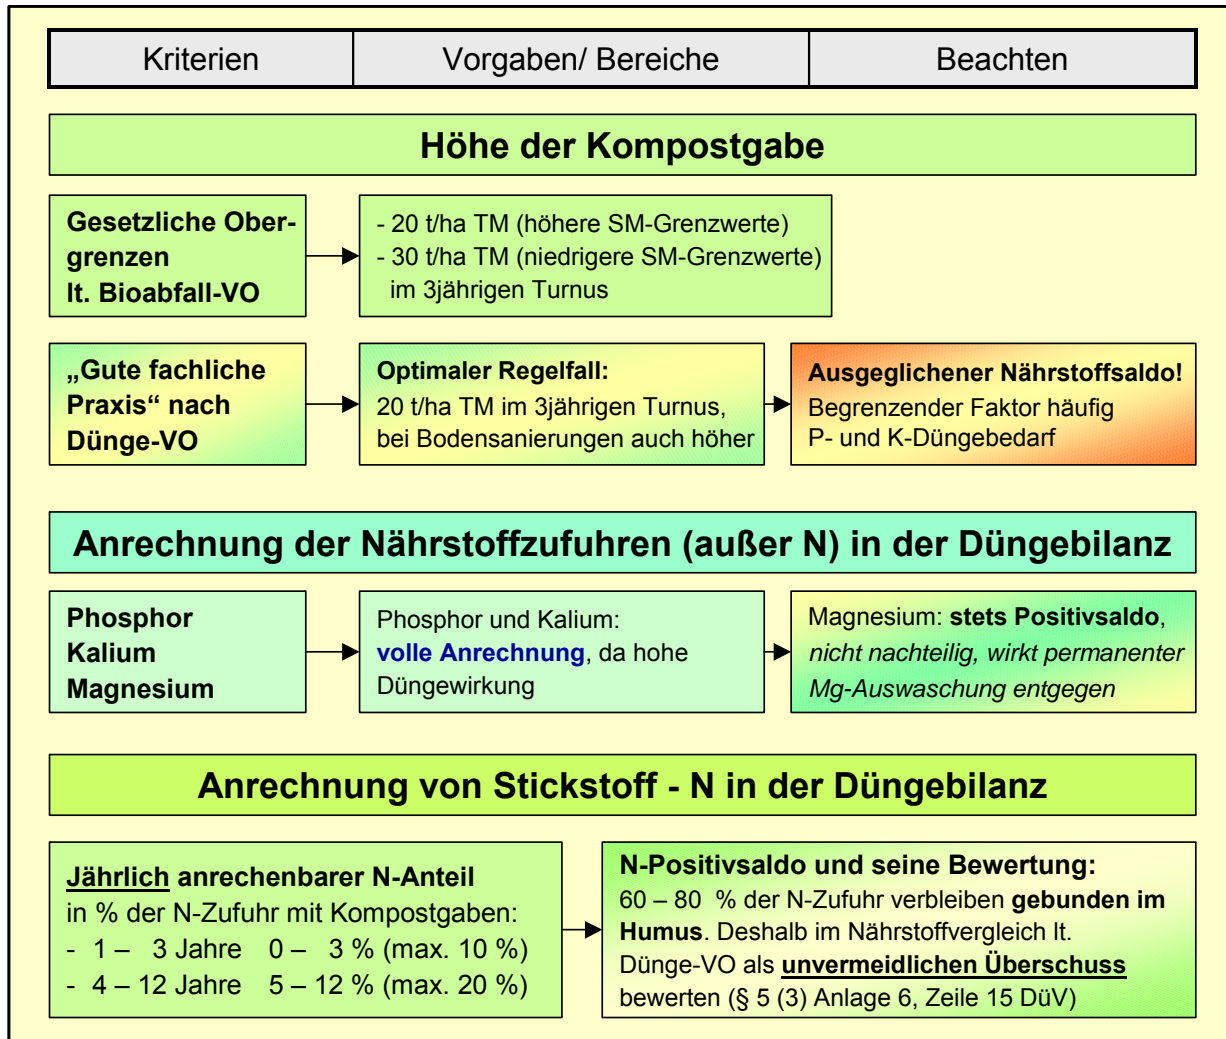 Kriterien
Vorgaben/ Bereiche
Beachten
Höhe der Kompostgabe
Gesetzliche Ober-
grenzen
lt. Bioabfall-VO
- 20 t/ha TM (höhere SM-Grenzwerte)
- 30 t/ha TM (niedrigere SM-Grenzwerte)
im 3jährigen Turnus
„Gute fachliche
Praxis“ nach
Dünge-VO
Optimaler Regelfall:
20 t/ha TM im 3jährigen Turnus,
bei Bodensanierungen auch höher
Ausgeglichener Nährstoffsaldo!
Begrenzender Faktor häufig
P- und K-Düngebedarf
Anrechnung der Nährstoffzufuhren (außer N) in der Düngebilanz
Phosphor
Kalium
Magnesium
Phosphor und Kalium:
volle Anrechnung, da hohe
Düngewirkung
Magnesium: stets Positivsaldo,
nicht nachteilig, wirkt permanenter
Mg-Auswaschung entgegen
Anrechnung von Stickstoff - N in der Düngebilanz
Jährlich anrechenbarer N-Anteil
in % der N-Zufuhr mit Kompostgaben:
- 1 – 3 Jahre 0 – 3 % (max. 10 %)
- 4 – 12 Jahre 5 – 12 % (max. 20 %)
N-Positivsaldo und seine Bewertung:
60 – 80 % der N-Zufuhr verbleiben gebunden im
Humus. Deshalb im Nährstoffvergleich lt.
Dünge-VO als unvermeidlichen Überschuss
bewerten (§ 5 (3) Anlage 6, Zeile 15 DüV)